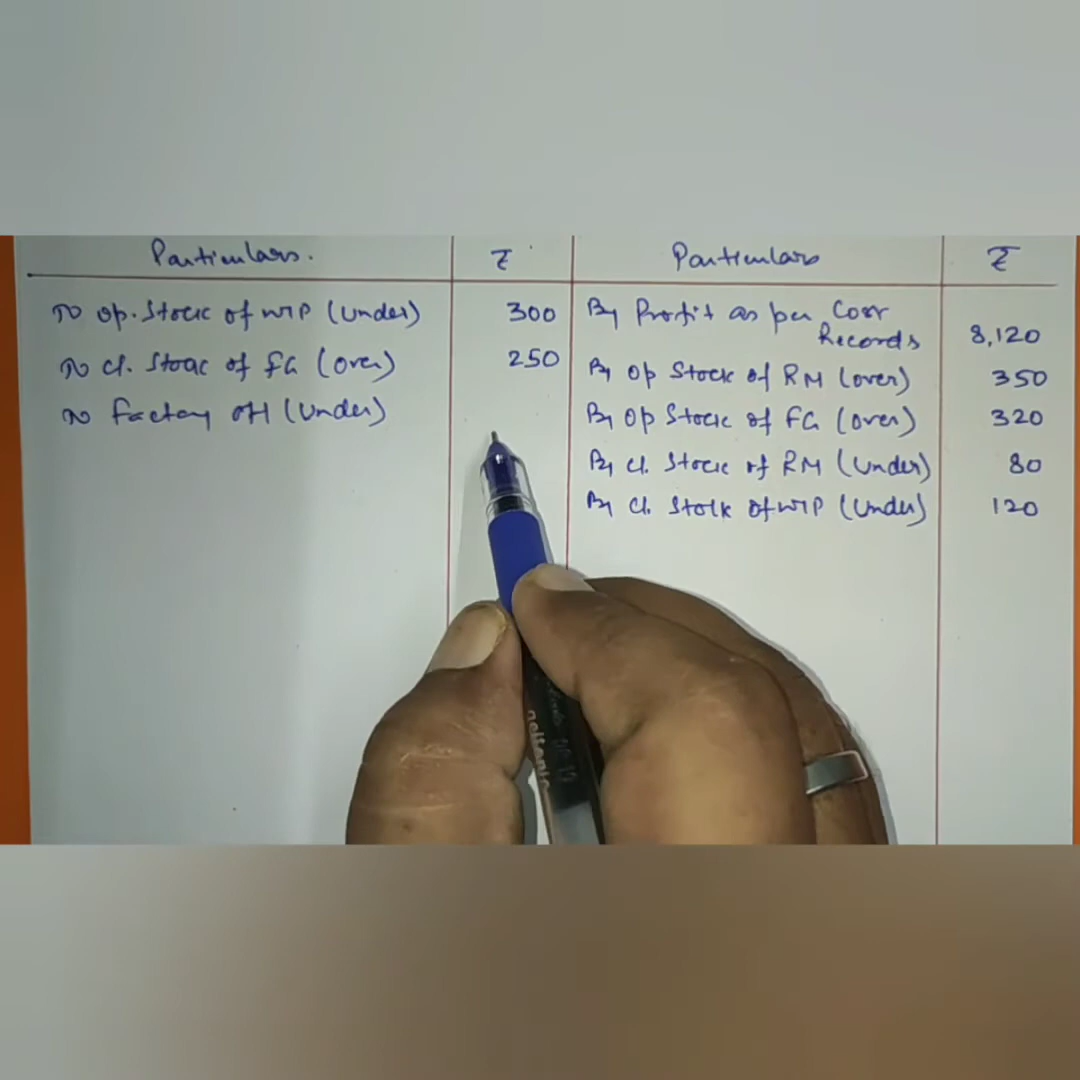 Particulars. ₹ Particulars ₹
To Op. Stock of WIP (Under) 300 By Profit as per Cost
Records 8,120
To Cl. Stock of FG (Over) 250 By Op Stock of RM (Over) 350
To Factory OH (Under) By Op Stock of FG (Over) 320
By Cl. Stock of RM (Under) 80
By Cl. Stock of WIP (Under) 120